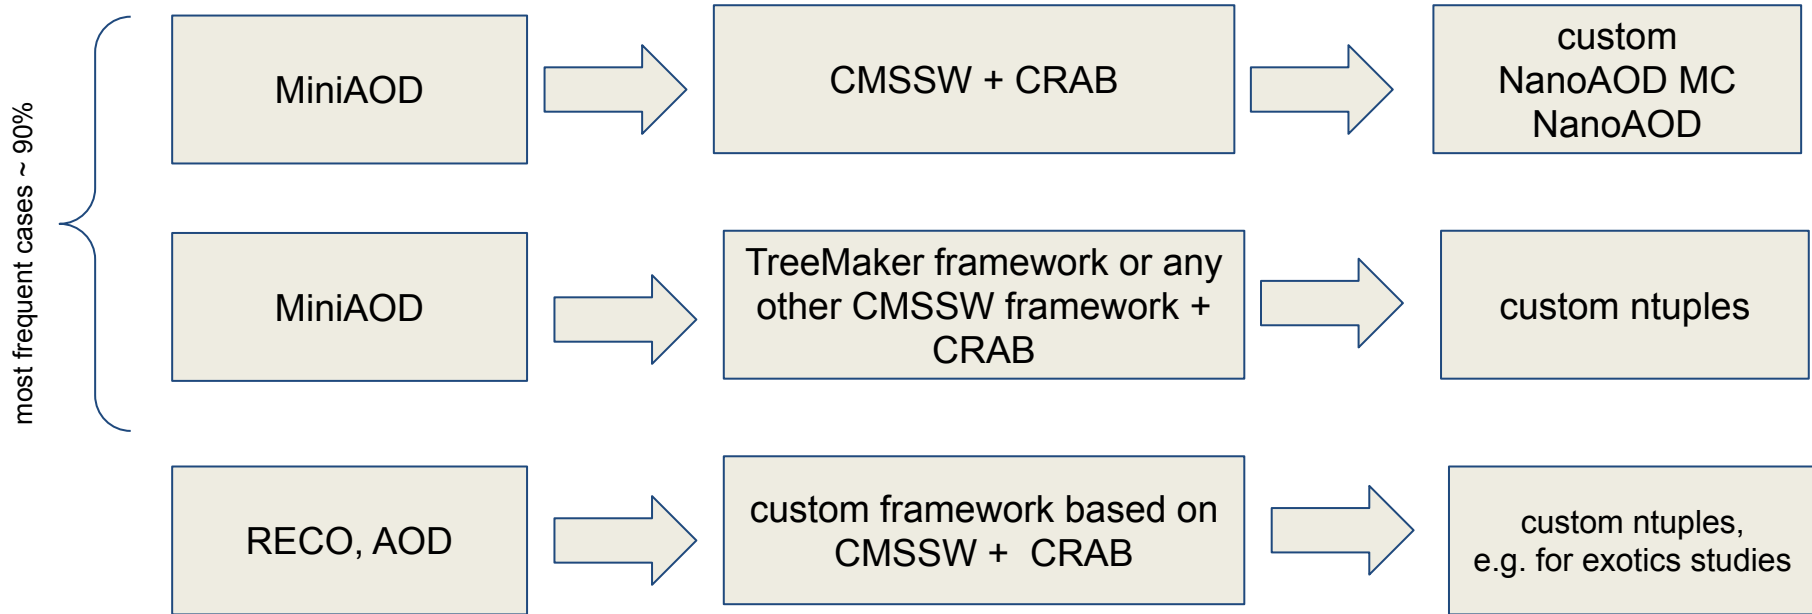 most frequent cases ~ 90%
MiniAOD
CMSSW + CRAB
custom
NanoAOD MC
NanoAOD
MiniAOD
TreeMaker framework or any
other CMSSW framework +
CRAB
custom ntuples
RECO, AOD
custom framework based on
CMSSW + CRAB
custom ntuples,
e.g. for exotics studies